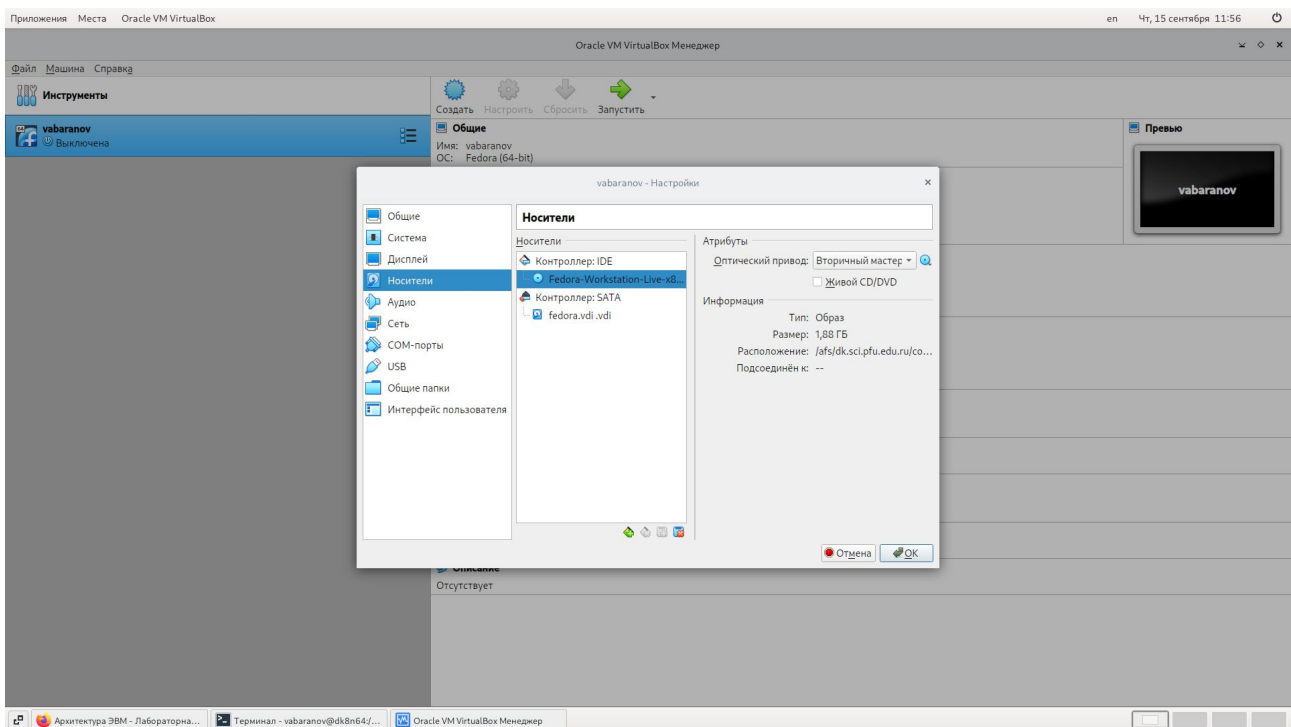 Приложения Места Oracle VM VirtualBox en Чт, 15 сентября 11:56
Oracle VM VirtualBox Менеджер
Файл Машина Справка
Инструменты
Создать Настроить Сбросить Запустить
vabaranov
Выключена
Общие
Имя: vabaranov
ОС: Fedora (64-bit)
Превью
vabaranov
vabaranov - Настройки
Общие
Система
Дисплей
Носители
Аудио
Сеть
COM-порты
USB
Общие папки
Интерфейс пользователя
Носители
Носители
Контроллер: IDE
Fedora-Workstation-Live-x8...
Контроллер: SATA
fedora.vdi .vdi
Атрибуты
Оптический привод: Вторичный мастер
Живой CD/DVD
Информация
Тип: Образ
Размер: 1,88 ГБ
Расположение: /afs/dk.sci.pfu.edu.ru/co...
Подсоединён к: --
Отмена OK
Описание
Отсутствует
Архитектура ЭВМ - Лабораторна... Терминал - vabaranov@dk8n64:/... Oracle VM VirtualBox Менеджер